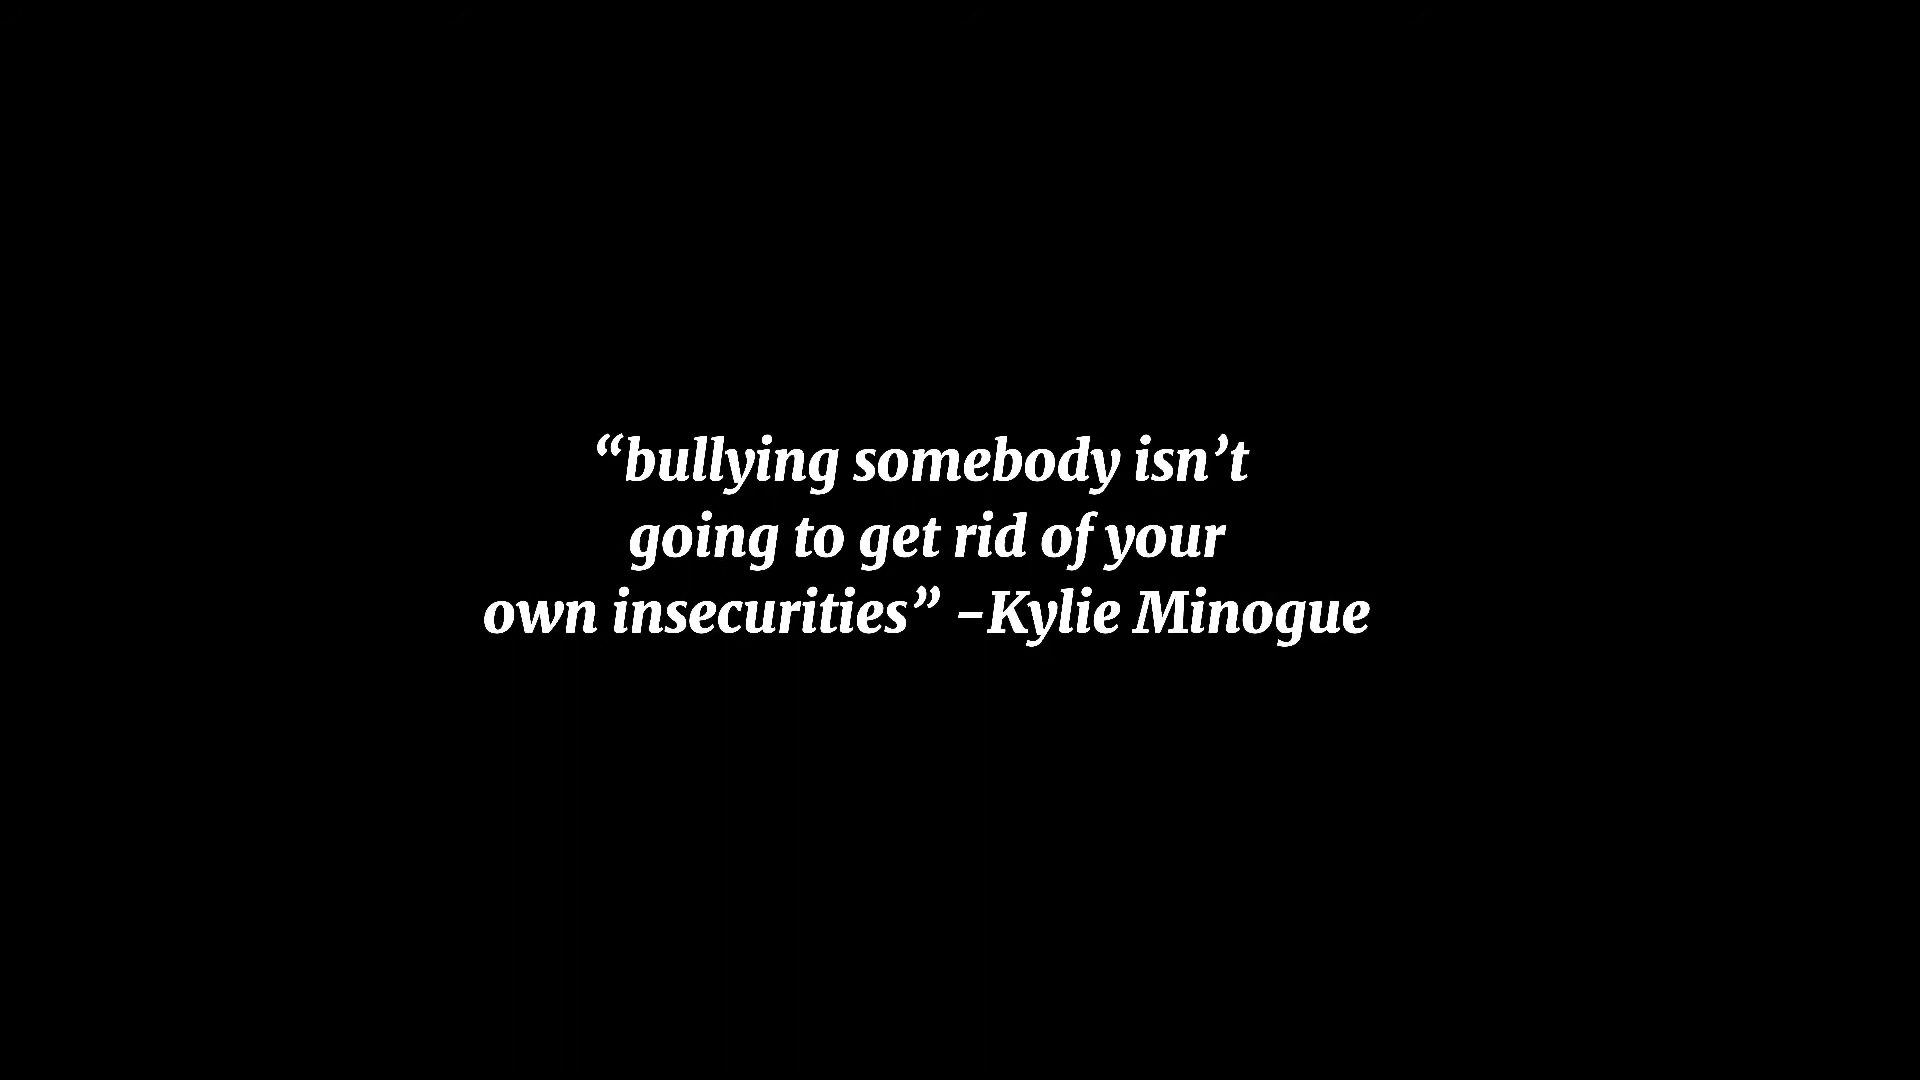 “bullying somebody isn’t
going to get rid of your
own insecurities” –Kylie Minogue